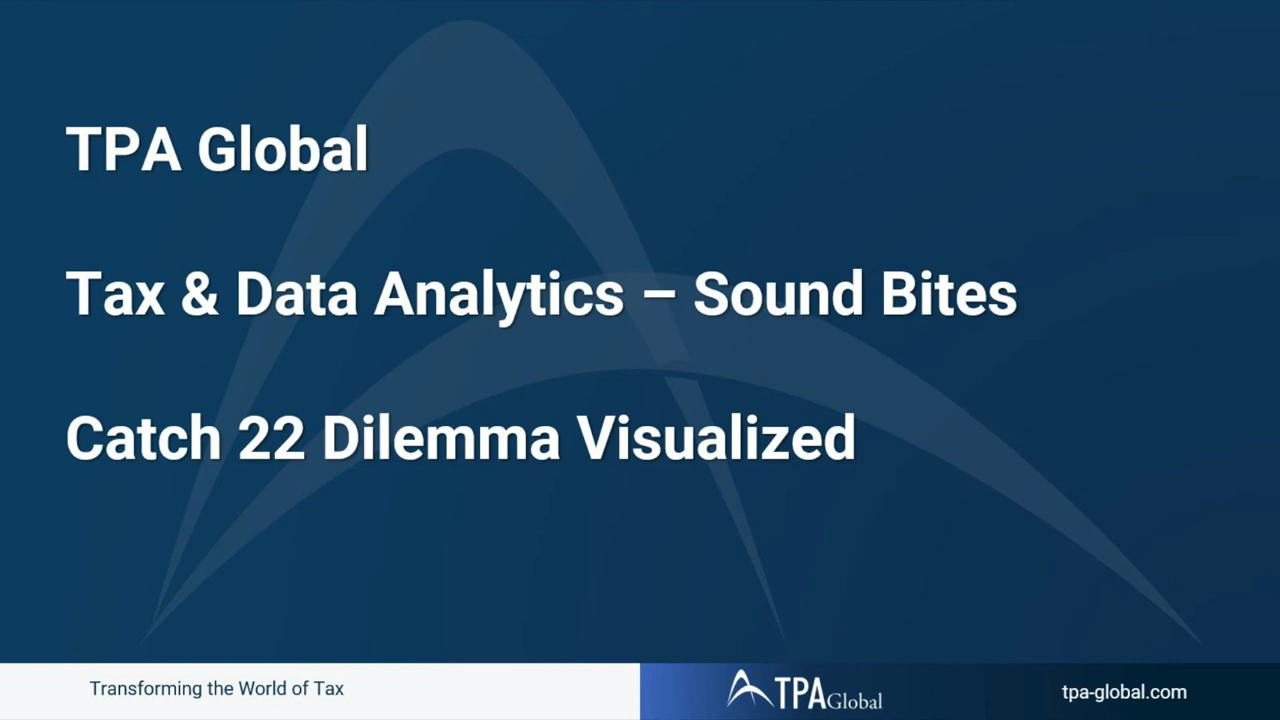 TPA Global
Tax & Data Analytics – Sound Bites
Catch 22 Dilemma Visualized
Transforming the World of Tax
TPA Global
tpa-global.com